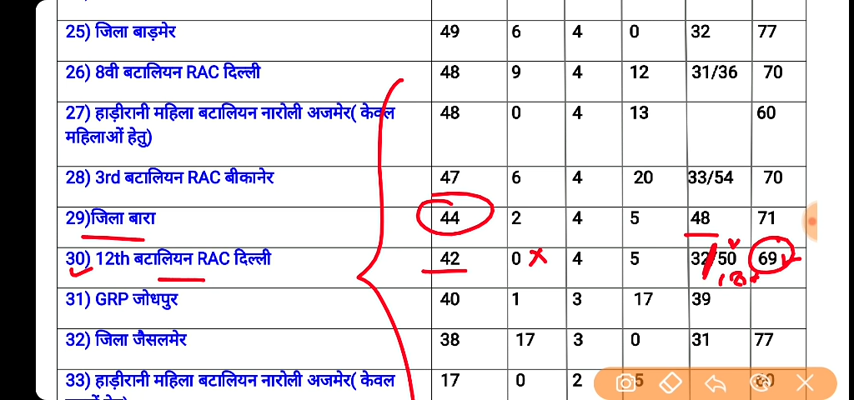 25) जिला बाड़मेर 49 6 4 0 32 77
26) 8वी बटालियन RAC दिल्ली 48 9 4 12 31/36 70
27) हाड़ीरानी महिला बटालियन नारोली अजमेर( केवल 48 0 4 13 60
महिलाओं हेतु)
28) 3rd बटालियन RAC बीकानेर 47 6 4 20 33/54 70
29)जिला बारा 44 2 4 5 48 71
30) 12th बटालियन RAC दिल्ली 42 0 4 5 32/50 69
31) GRP जोधपुर 40 1 3 17 39
32) जिला जैसलमेर 38 17 3 0 31 77
33) हाड़ीरानी महिला बटालियन नारोली अजमेर( केवल 17 0 2